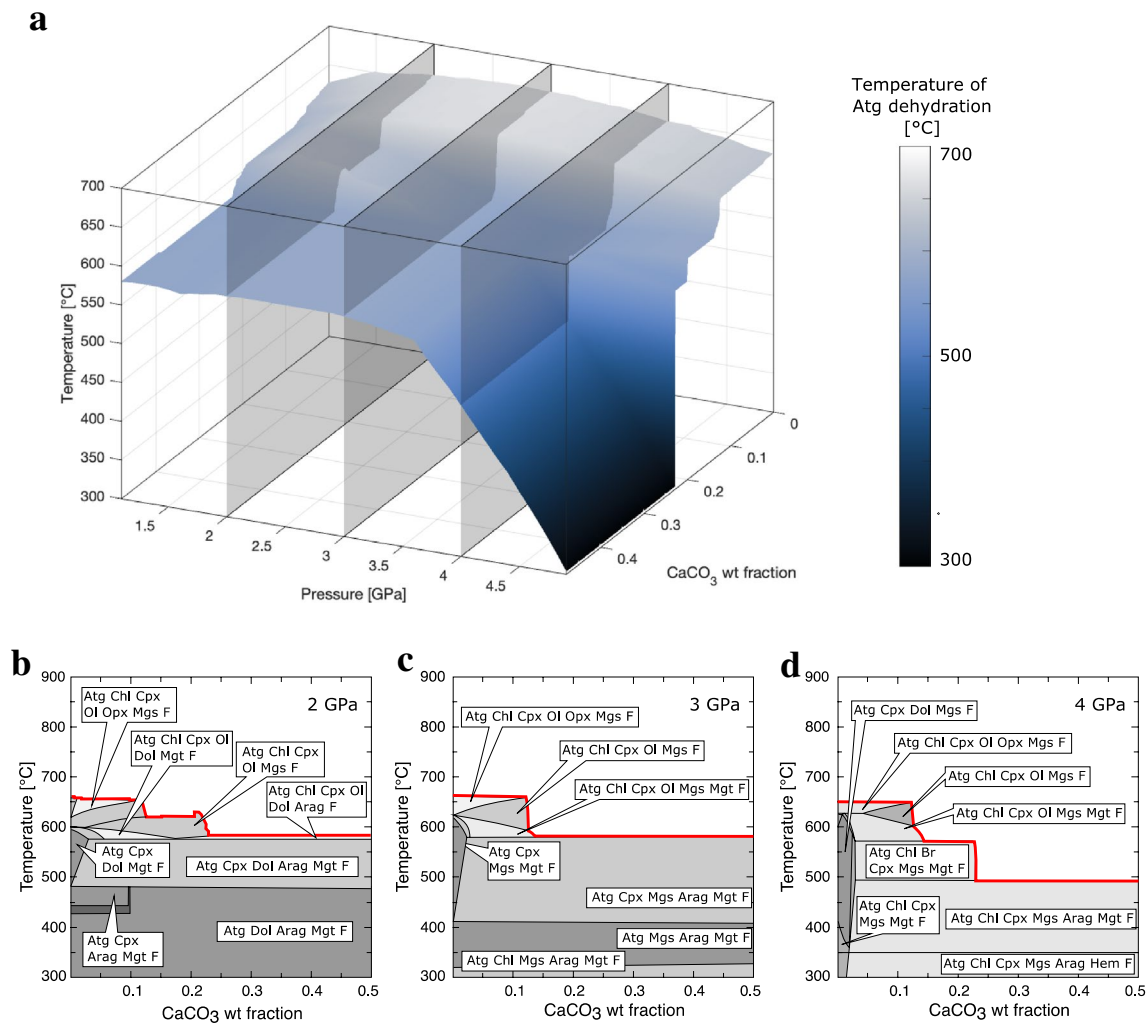 a
Temperature of
Atg dehydration
[°C]
700
500
300
Temperature [°C]
700
650
600
550
500
450
400
350
300
1.5
2
2.5
3
3.5
4
4.5
Pressure [GPa]
0
0.1
0.2
0.3
0.4
CaCO3 wt fraction
b
2 GPa
Temperature [°C]
900
800
700
600
500
400
300
Atg Chl Cpx
Ol Opx Mgs F
Atg Chl Cpx Ol
Dol Mgt F
Atg Chl Cpx
Ol Mgs F
Atg Chl Cpx Ol
Dol Arag F
Atg Cpx
Dol Mgt F
Atg Cpx Dol Arag Mgt F
Atg Cpx
Arag Mgt F
Atg Dol Arag Mgt F
0
0.1
0.2
0.3
0.4
0.5
CaCO3 wt fraction
c
3 GPa
Temperature [°C]
900
800
700
600
500
400
300
Atg Chl Cpx Ol Opx Mgs F
Atg Chl Cpx Ol Mgs F
Atg Chl Cpx Ol Mgs Mgt F
Atg Cpx
Mgs Mgt F
Atg Cpx Mgs Arag Mgt F
Atg Mgs Arag Mgt F
Atg Chl Mgs Arag Mgt F
0
0.1
0.2
0.3
0.4
0.5
CaCO3 wt fraction
d
4 GPa
Temperature [°C]
900
800
700
600
500
400
300
Atg Cpx Dol Mgs F
Atg Chl Cpx Ol Opx Mgs F
Atg Chl Cpx Ol Mgs F
Atg Chl Cpx Ol Mgs Mgt F
Atg Chl Br
Cpx Mgs Mgt F
Atg Chl Cpx
Mgs Mgt F
Atg Chl Cpx Mgs Arag Mgt F
Atg Chl Cpx Mgs Arag Hem F
0
0.1
0.2
0.3
0.4
0.5
CaCO3 wt fraction